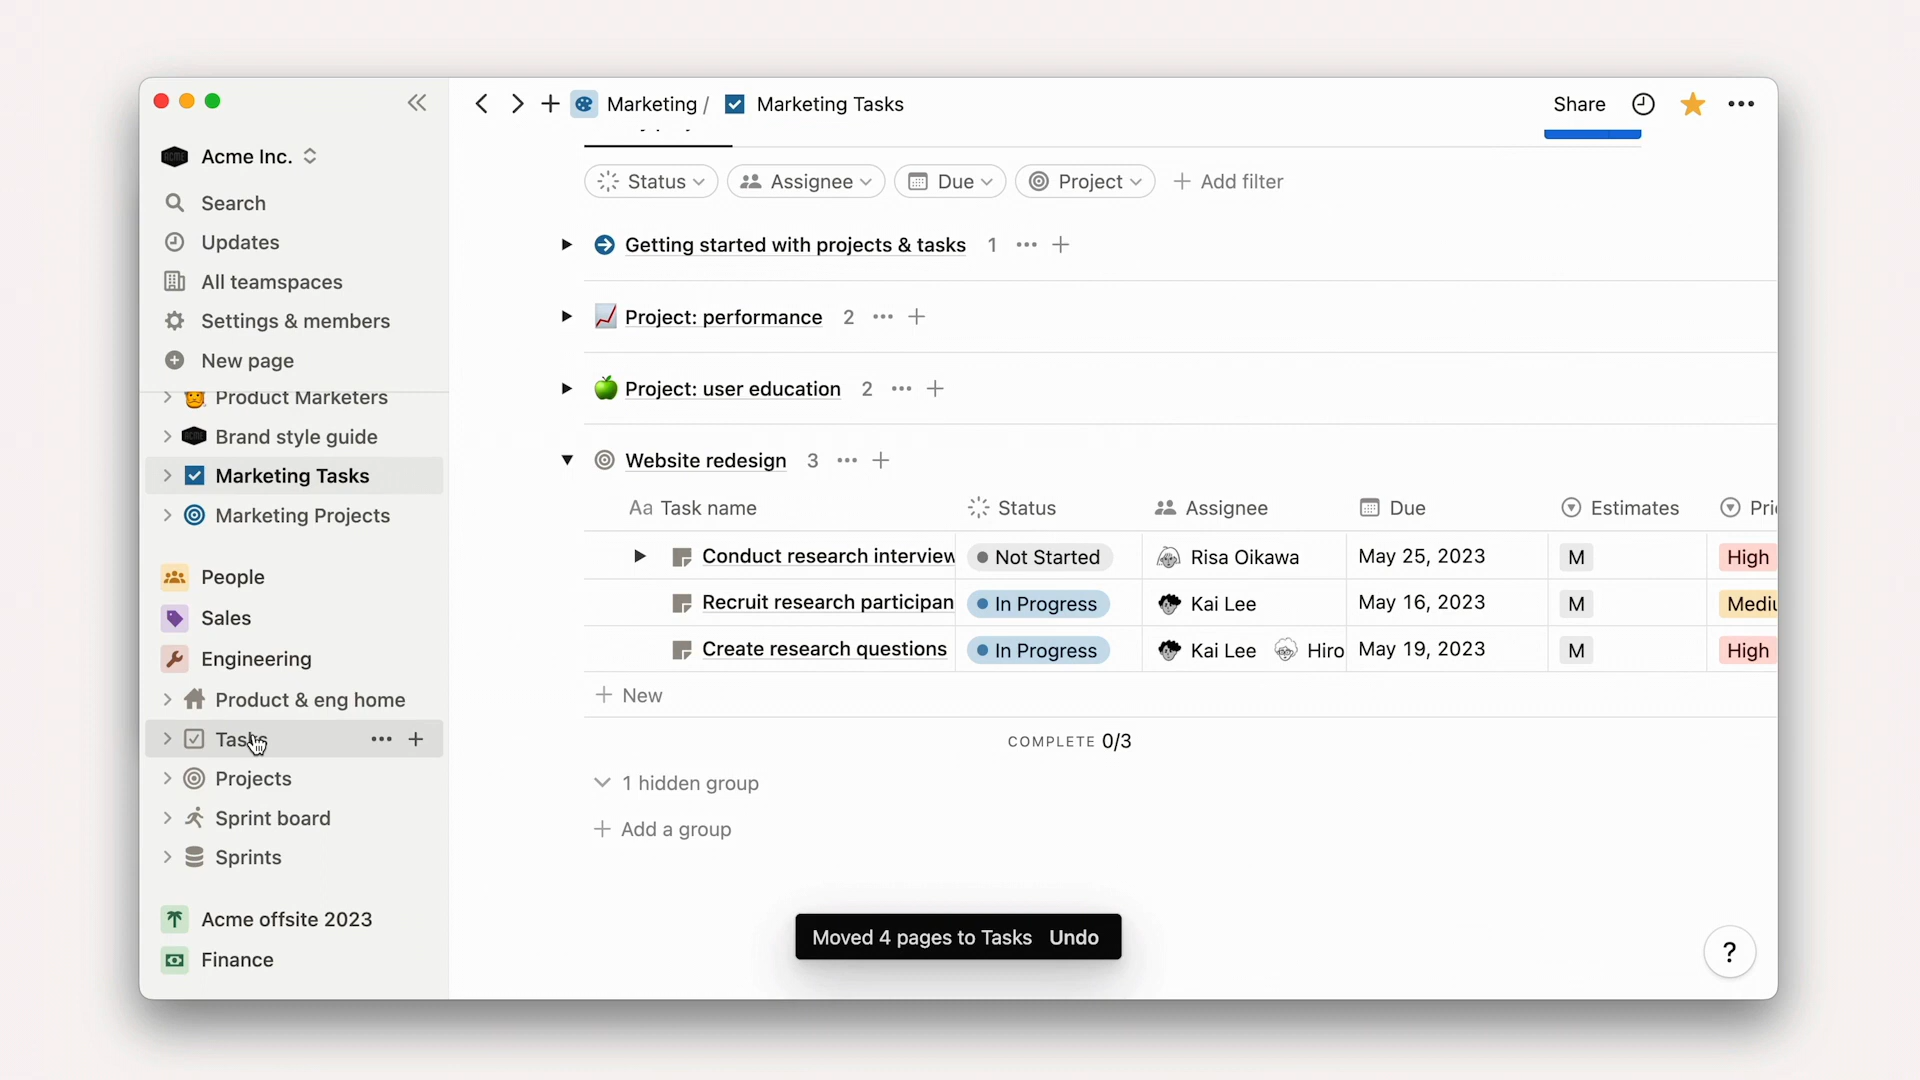 Marketing / Marketing Tasks
Share
Acme Inc.
Search
Updates
All teamspaces
Settings & members
New page
Product Marketers
Brand style guide
Marketing Tasks
Marketing Projects
People
Sales
Engineering
Product & eng home
Tasks
Projects
Sprint board
Sprints
Acme offsite 2023
Finance
Status Assignee Due Project + Add filter
Getting started with projects & tasks 1
Project: performance 2
Project: user education 2
Website redesign 3
Aa Task name Status Assignee Due Estimates Pri
Conduct research interview Not Started Risa Oikawa May 25, 2023 M High
Recruit research participan In Progress Kai Lee May 16, 2023 M Mediu
Create research questions In Progress Kai Lee Hiro May 19, 2023 M High
+ New
COMPLETE 0/3
1 hidden group
+ Add a group
Moved 4 pages to Tasks Undo
?